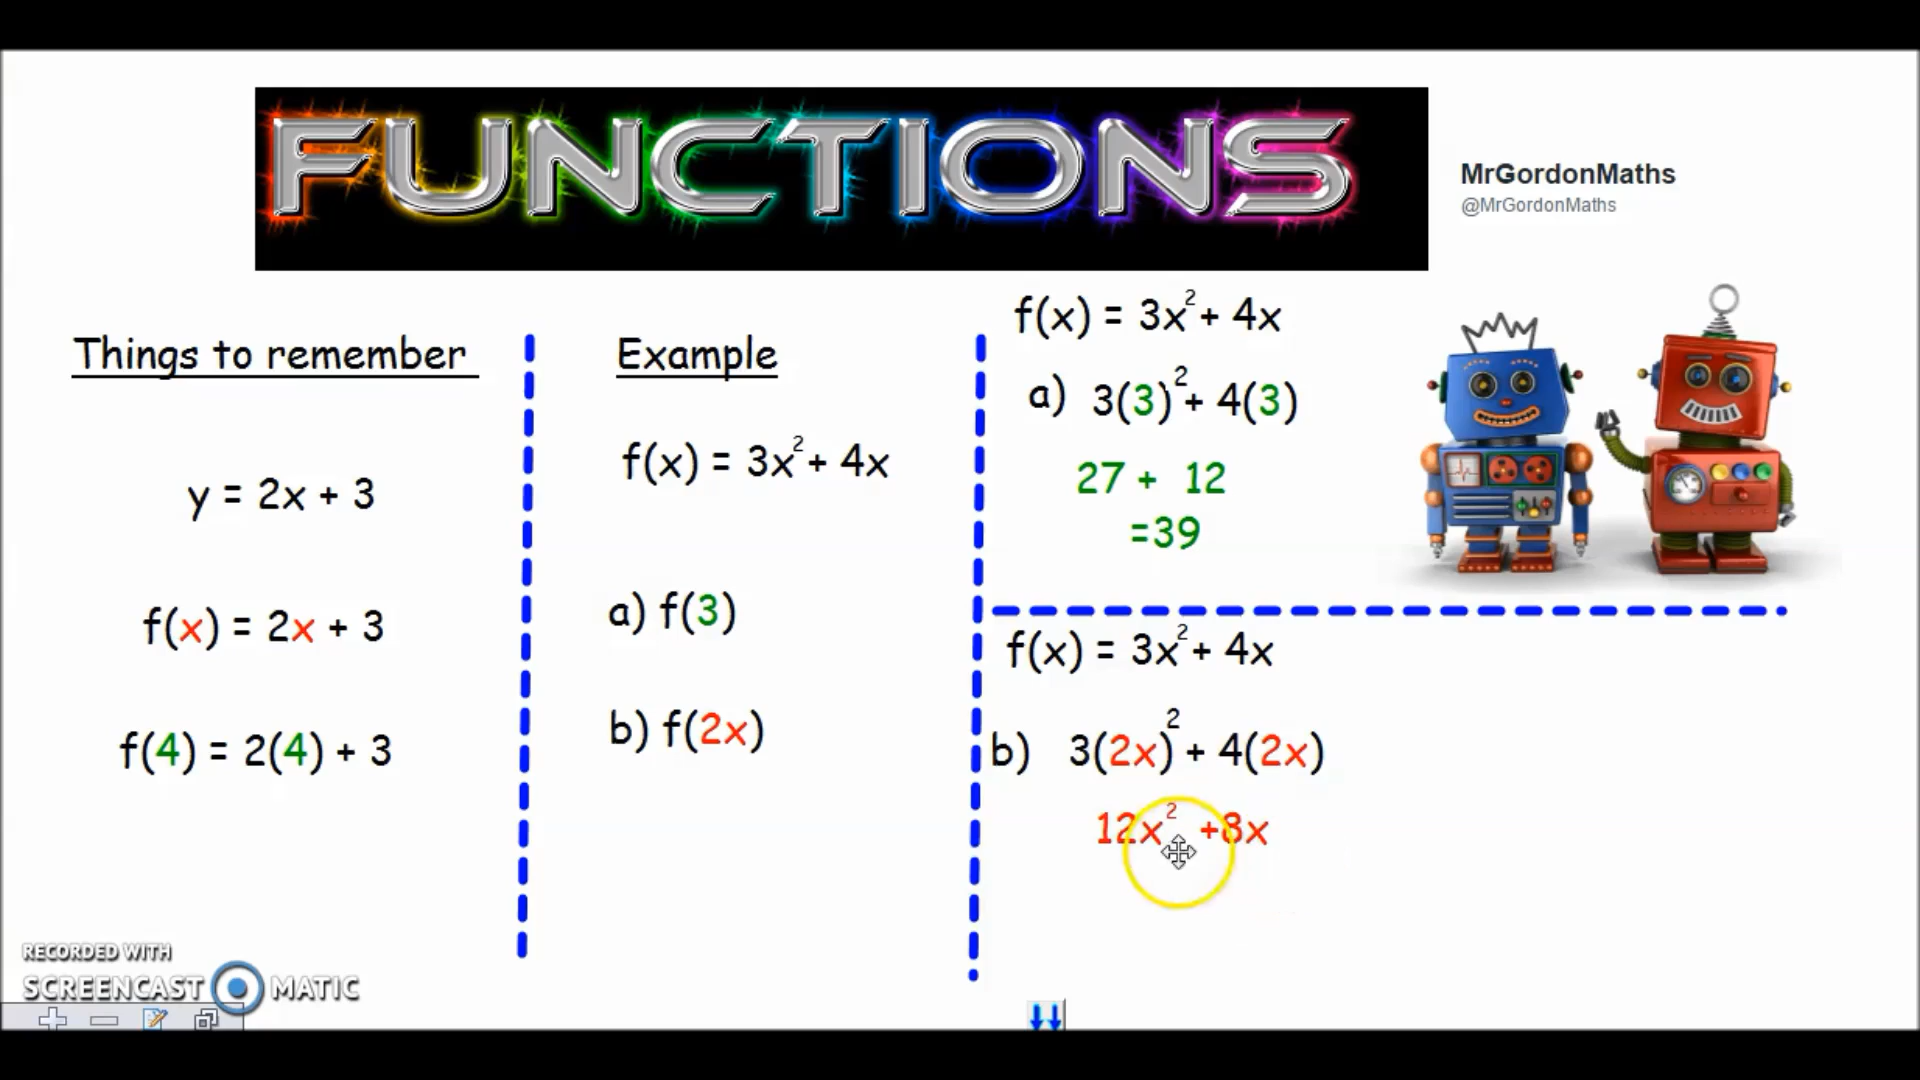 FUNCTIONS
MrGordonMaths
@MrGordonMaths
Things to remember
y = 2x + 3
f(x) = 2x + 3
f(4) = 2(4) + 3
Example
f(x) = 3x² + 4x
a) f(3)
b) f(2x)
f(x) = 3x² + 4x
a) 3(3)² + 4(3)
27 + 12
=39
f(x) = 3x² + 4x
b) 3(2x)² + 4(2x)
12x² +8x
RECORDED WITH
SCREENCAST MATIC